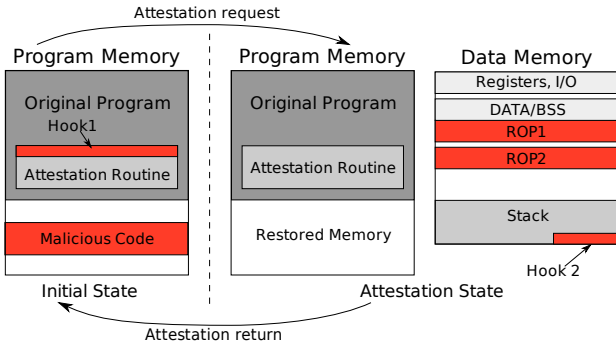 Attestation request
Program Memory
Original Program
Hook1
Attestation Routine
Malicious Code
Initial State
Program Memory
Original Program
Attestation Routine
Restored Memory
Attestation State
Data Memory
Registers, I/O
DATA/BSS
ROP1
ROP2
Stack
Hook 2
Attestation return